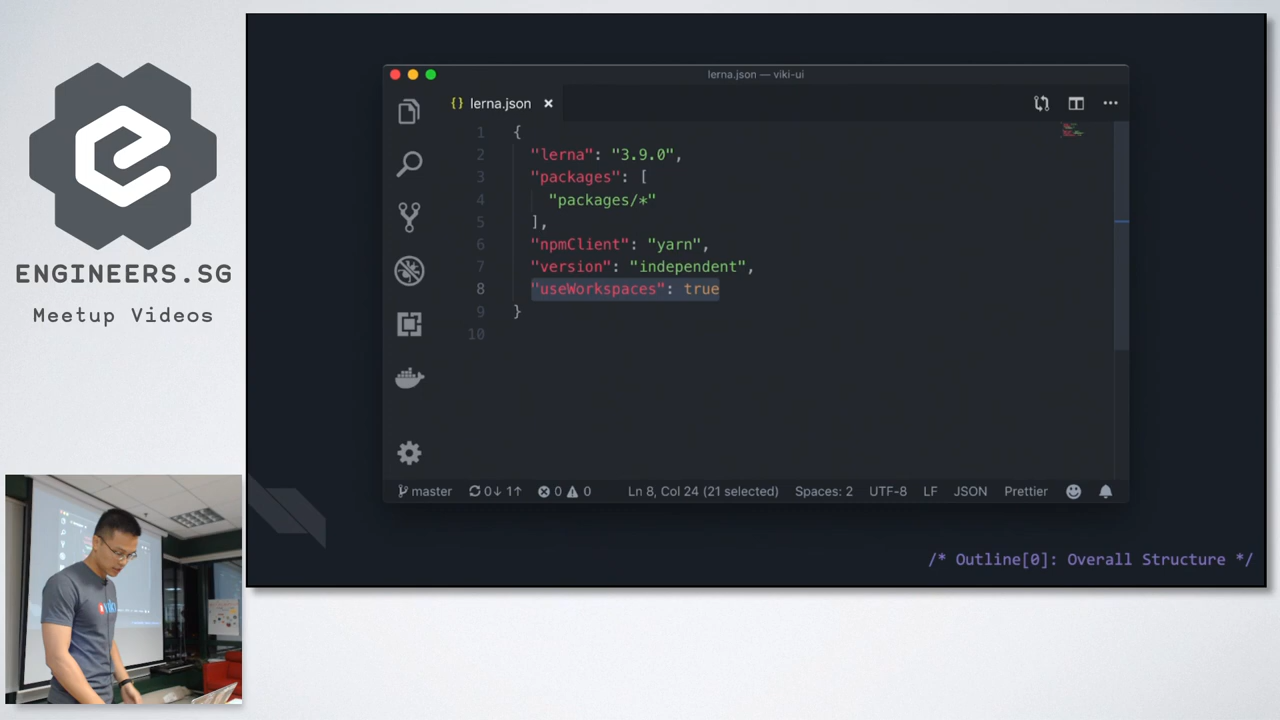 ENGINEERS.SG
Meetup Videos
lerna.json — viki-ui
{} lerna.json ×
1 {
2 "lerna": "3.9.0",
3 "packages": [
4 "packages/*"
5 ],
6 "npmClient": "yarn",
7 "version": "independent",
8 "useWorkspaces": true
9 }
10
master 0↓ 1↑ 0 0 Ln 8, Col 24 (21 selected) Spaces: 2 UTF-8 LF JSON Prettier
/* Outline[0]: Overall Structure */